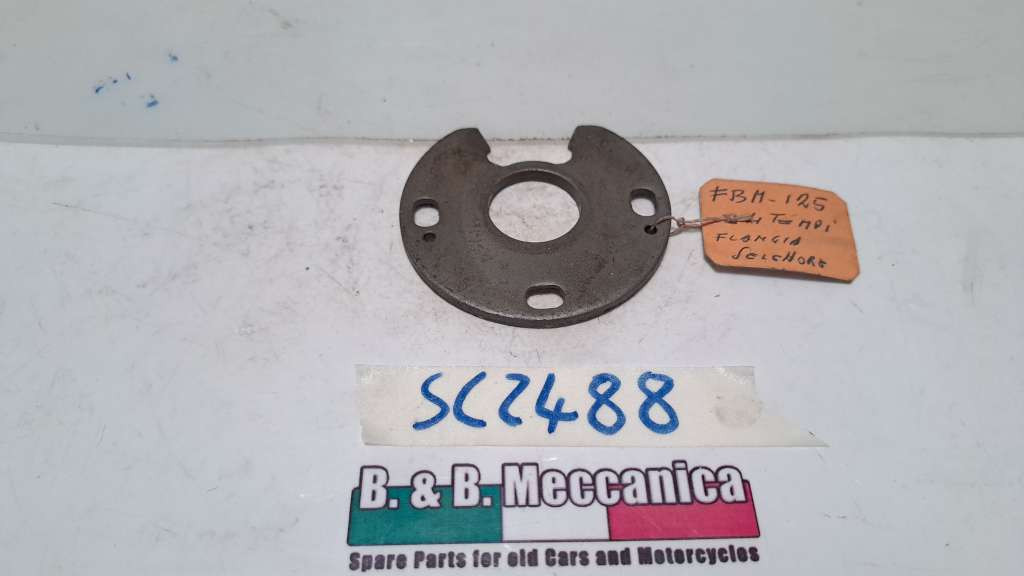 FBM-125
TEMPI
FLANGIA
SELETTORE
SC2488
B. & B. Meccanica
Spare Parts for old Cars and Motorcycles